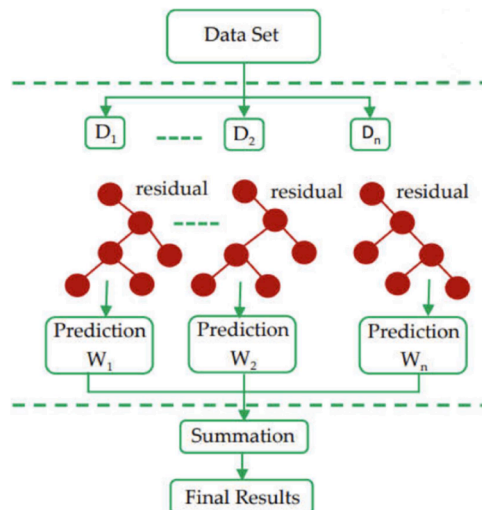 Data Set
D₁
D₂
Dₙ
residual
residual
residual
Prediction
W₁
Prediction
W₂
Prediction
Wₙ
Summation
Final Results